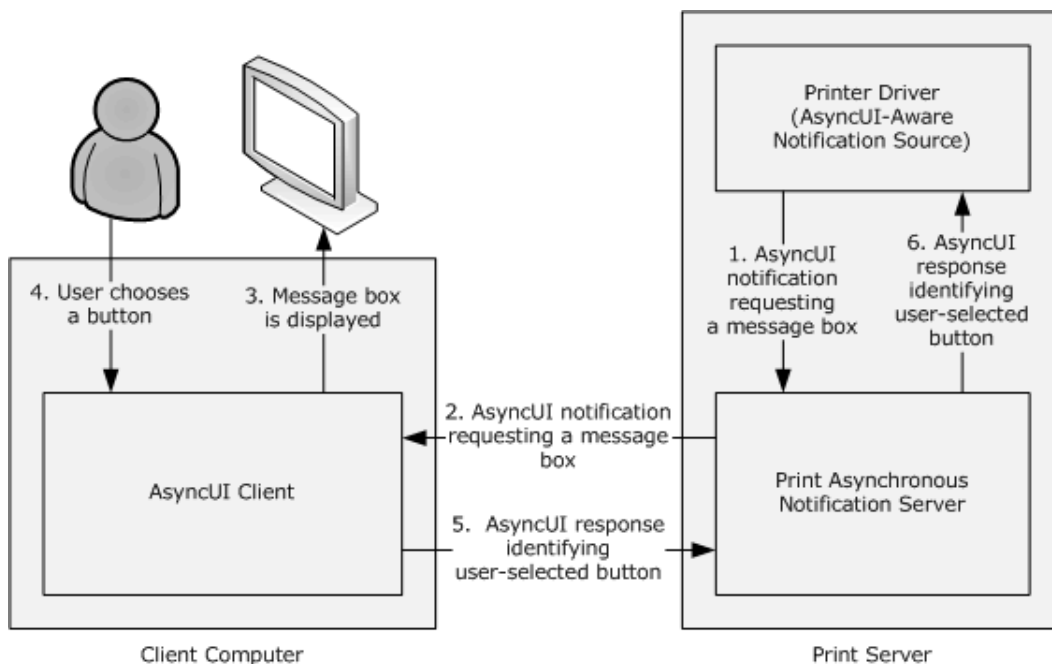 Printer Driver
(AsyncUI-Aware
Notification Source)
1. AsyncUI
notification
requesting
a message box
6. AsyncUI
response
identifying
user-selected
button
4. User chooses
a button
3. Message box
is displayed
2. AsyncUI notification
requesting a message
box
AsyncUI Client
Print Asynchronous
Notification Server
5. AsyncUI response
identifying
user-selected button
Client Computer
Print Server